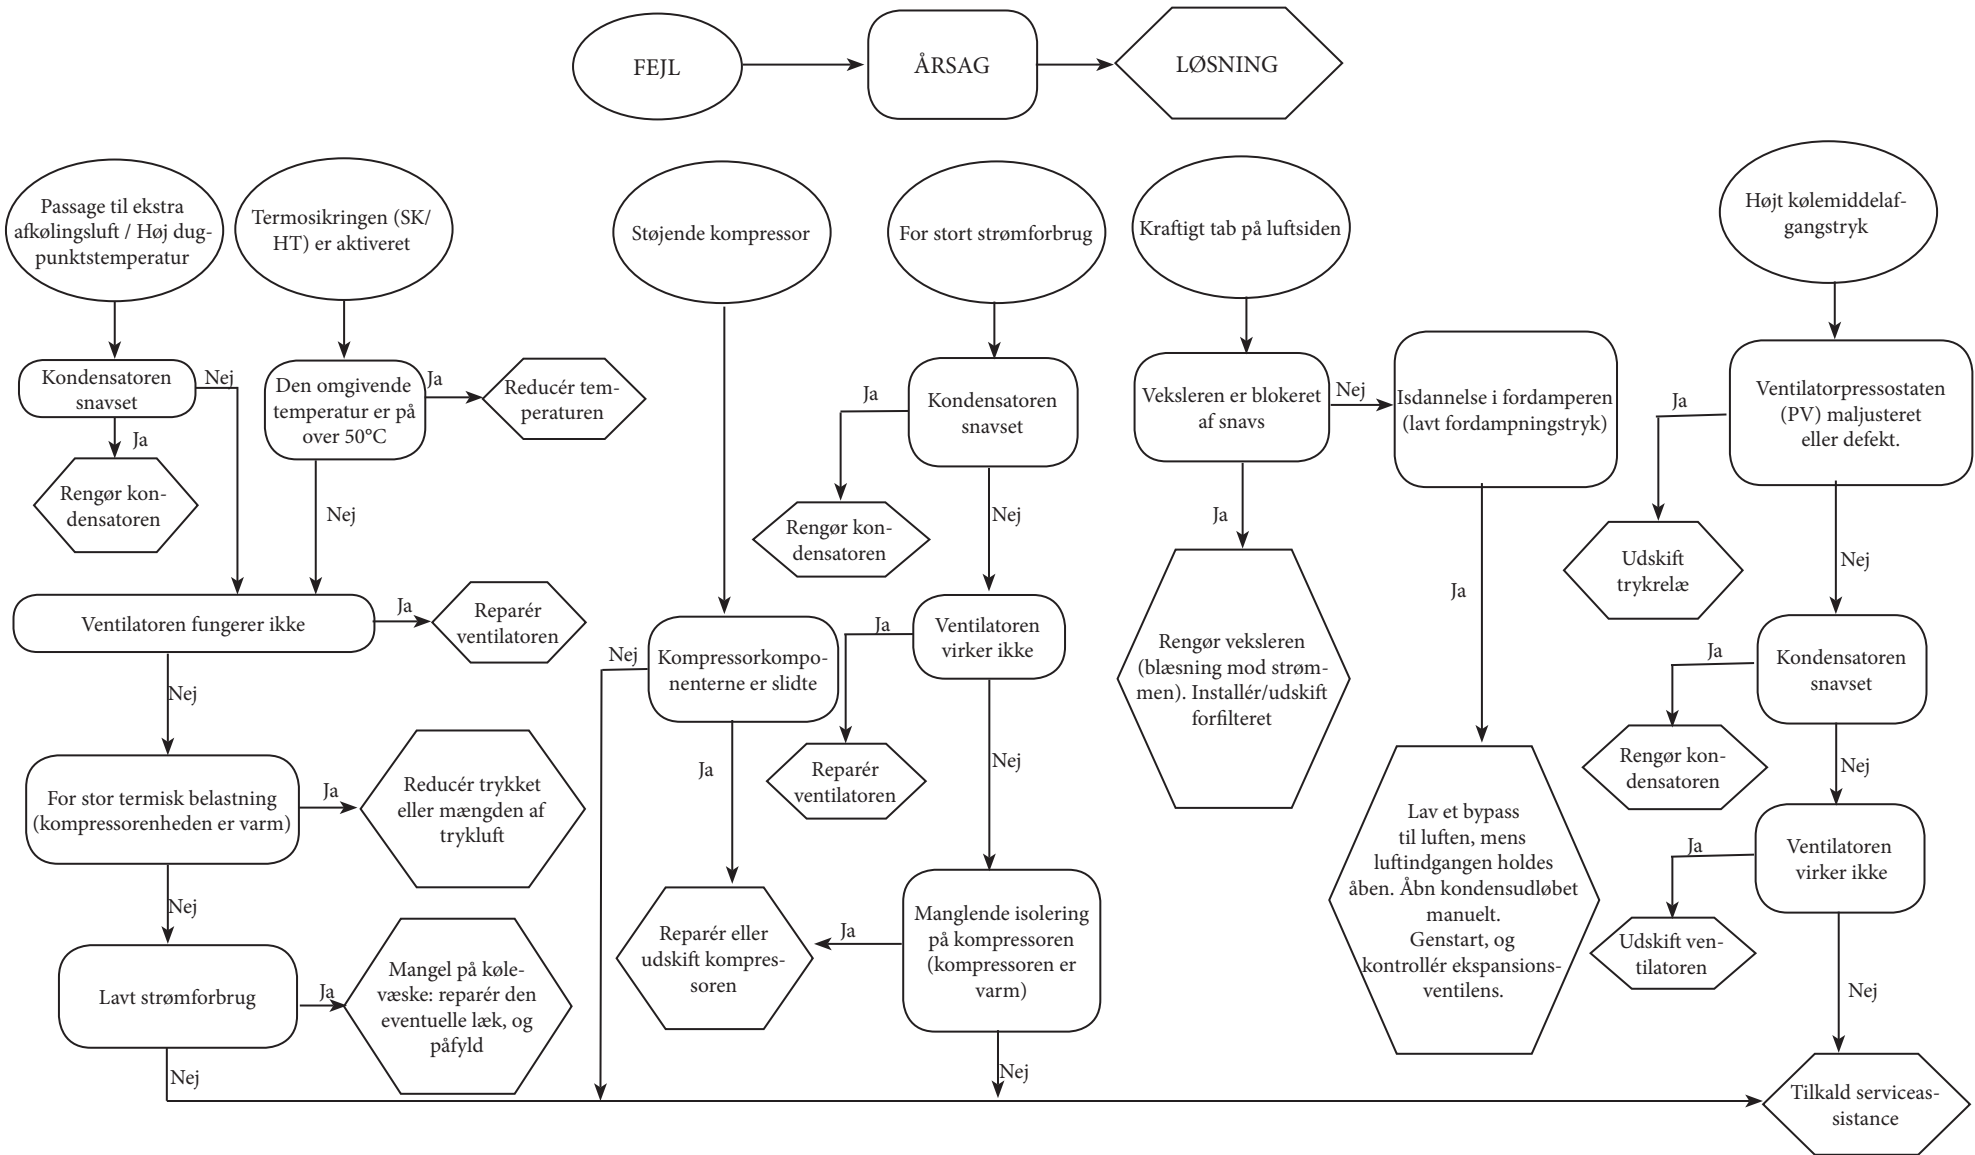 FEJL
ÅRSAG
LØSNING
Passage til ekstra
afkølingsluft / Høj dug-
punktstemperatur
Kondensatoren
snavset
Nej
Ja
Rengør kon-
densatoren
Termosikringen (SK/
HT) er aktiveret
Den omgivende
temperatur er på
over 50°C
Ja
Reducér tem-
peraturen
Nej
Ventilatoren fungerer ikke
Ja
Reparér
ventilatoren
Nej
For stor termisk belastning
(kompressorenheden er varm)
Ja
Reducér trykket
eller mængden af
trykluft
Nej
Lavt strømforbrug
Ja
Mangel på køle-
væske: reparér den
eventuelle læk, og
påfyld
Nej
Støjende kompressor
Kompressorkompo-
nenterne er slidte
Nej
Ja
Reparér eller
udskift kompres-
soren
For stort strømforbrug
Kondensatoren
snavset
Ja
Rengør kon-
densatoren
Nej
Ventilatoren
virker ikke
Ja
Reparér
ventilatoren
Nej
Manglende isolering
på kompressoren
(kompressoren er
varm)
Ja
Nej
Kraftigt tab på luftsiden
Veksleren er blokeret
af snavs
Nej
Ja
Rengør veksleren
(blæsning mod strøm-
men). Installér/udskift
forfilteret
Isdannelse i fordamperen
(lavt fordampningstryk)
Ja
Lav et bypass
til luften, mens
luftindgangen holdes
åben. Åbn kondensudløbet
manuelt.
Genstart, og
kontrollér ekspansions-
ventilens.
Højt kølemiddelaf-
gangstryk
Ventilatorpressostaten
(PV) maljusteret
eller defekt.
Ja
Udskift
trykrelæ
Nej
Kondensatoren
snavset
Ja
Rengør kon-
densatoren
Nej
Ventilatoren
virker ikke
Ja
Udskift ven-
tilatoren
Nej
Tilkald serviceas-
sistance